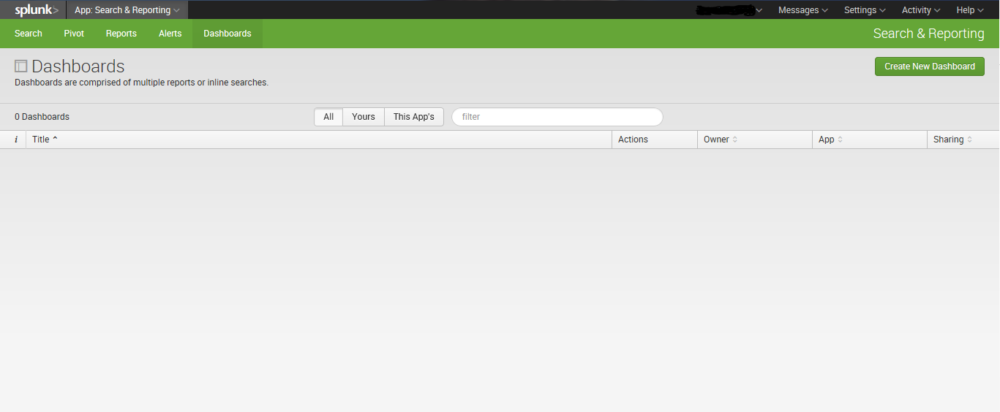 splunk> App: Search & Reporting Messages Settings Activity Help
Search Pivot Reports Alerts Dashboards Search & Reporting
Dashboards Create New Dashboard
Dashboards are comprised of multiple reports or inline searches.
0 Dashboards All Yours This App's filter
i Title Actions Owner App Sharing